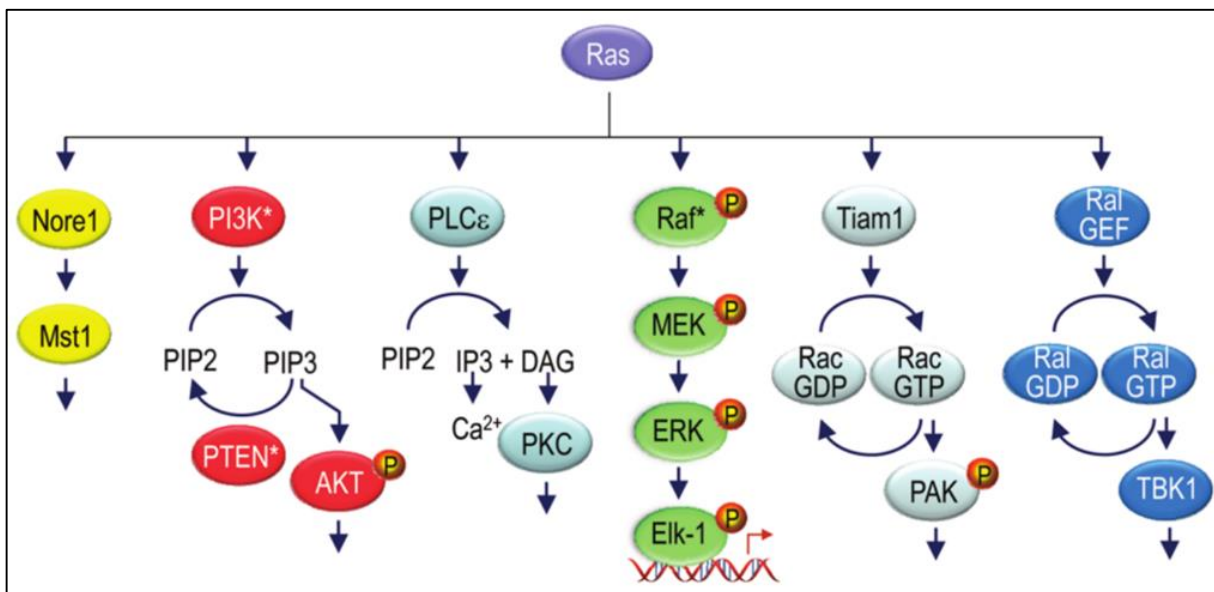 Ras
Nore1
PI3K*
PLCε
Raf* P
Tiam1
Ral
GEF
Mst1
PIP2
PIP3
PIP2
IP3 + DAG
MEK P
Rac
GDP
Rac
GTP
Ral
GDP
Ral
GTP
PTEN*
AKT P
Ca²⁺
PKC
ERK P
PAK P
TBK1
Elk-1 P